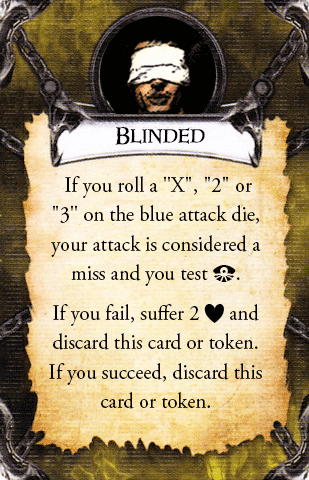 BLINDED
If you roll a "X", "2" or
"3" on the blue attack die,
your attack is considered a
miss and you test .
If you fail, suffer 2 and
discard this card or token.
If you succeed, discard this
card or token.